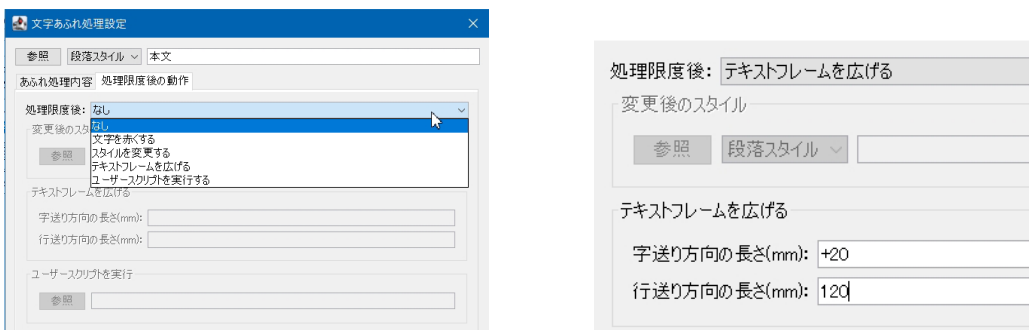 文字あふれ処理設定
参照 段落スタイル 本文
あふれ処理内容 処理限度後の動作
処理限度後: なし
変更後のスタ
なし
文字を赤くする
参照
スタイルを変更する
テキストフレームを広げる
ユーザースクリプトを実行する
テキストフレームを広げる
字送り方向の長さ(mm):
行送り方向の長さ(mm):
ユーザースクリプトを実行
参照
処理限度後: テキストフレームを広げる
変更後のスタイル
参照 段落スタイル
テキストフレームを広げる
字送り方向の長さ(mm): +20
行送り方向の長さ(mm): 120